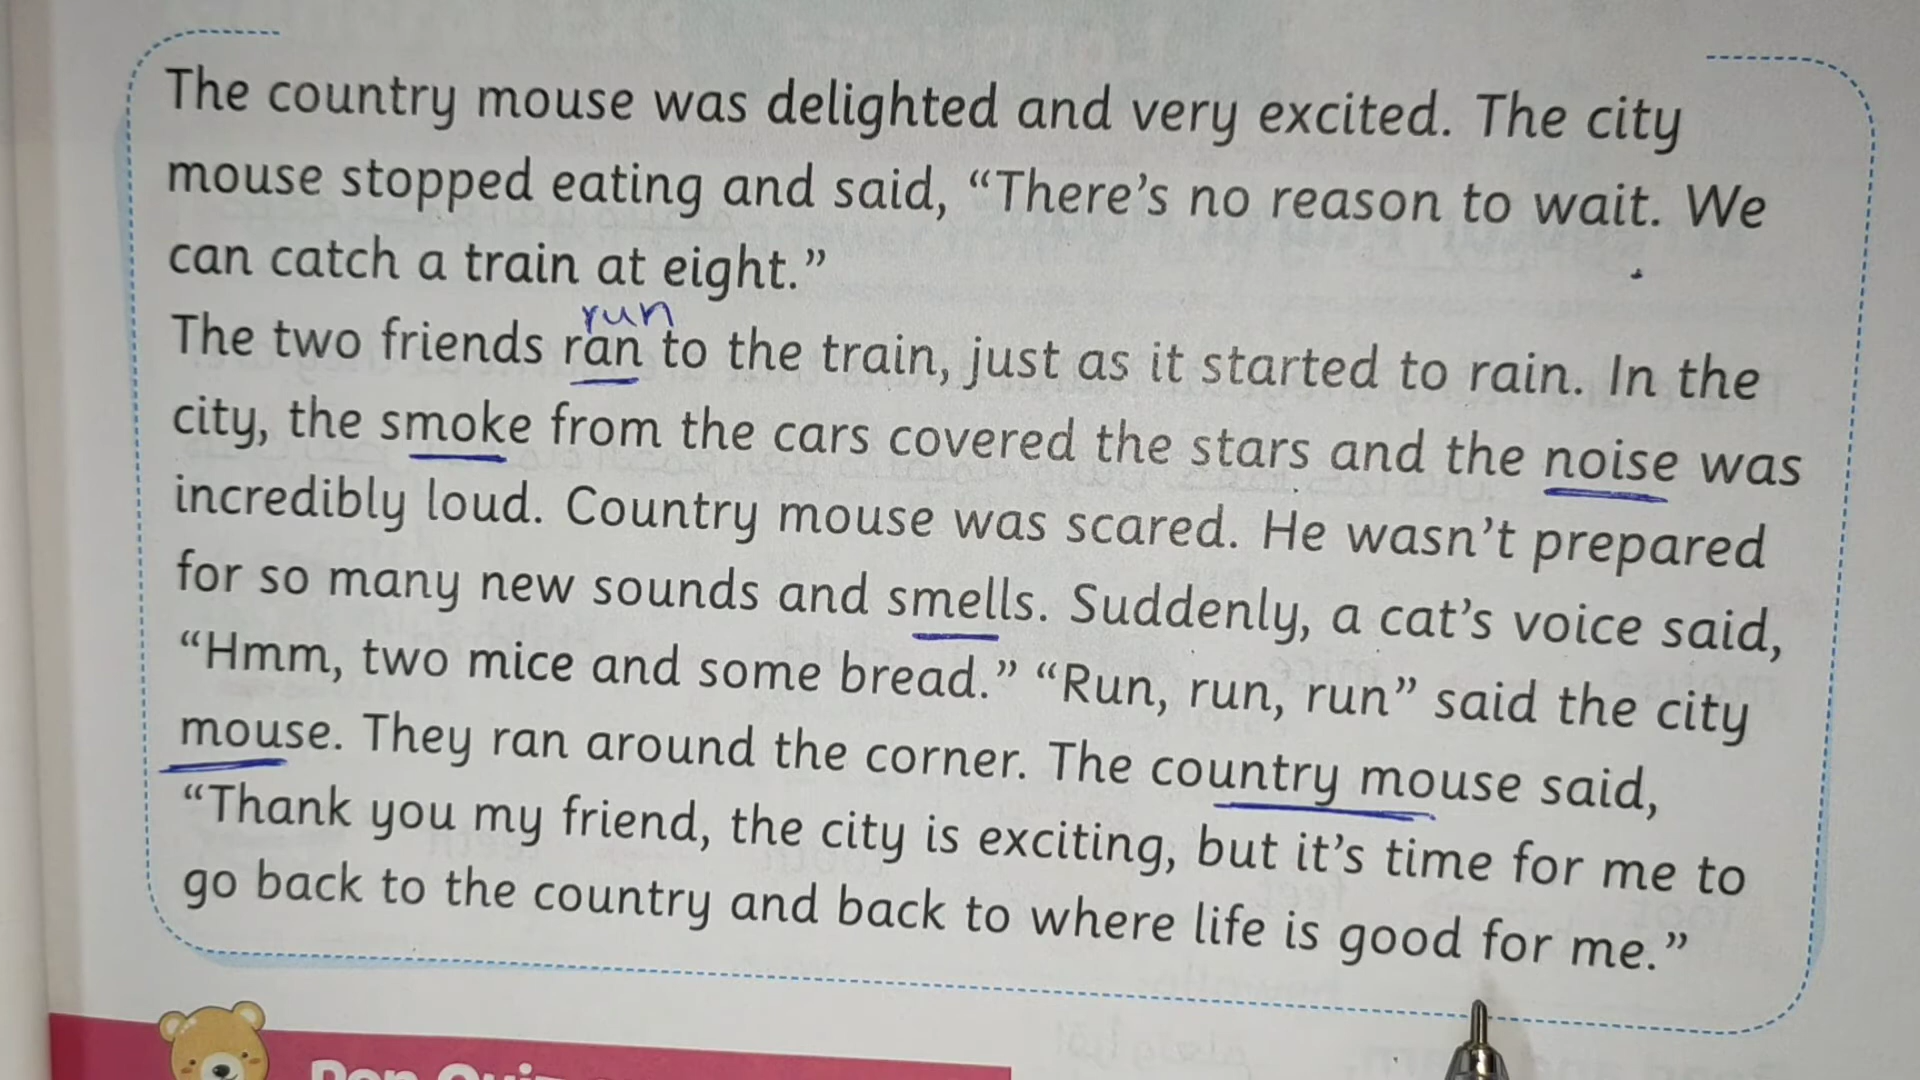 The country mouse was delighted and very excited. The city
mouse stopped eating and said, “There’s no reason to wait. We
can catch a train at eight.”
run
The two friends ran to the train, just as it started to rain. In the
city, the smoke from the cars covered the stars and the noise was
incredibly loud. Country mouse was scared. He wasn’t prepared
for so many new sounds and smells. Suddenly, a cat’s voice said,
“Hmm, two mice and some bread.” “Run, run, run” said the city
mouse. They ran around the corner. The country mouse said,
“Thank you my friend, the city is exciting, but it’s time for me to
go back to the country and back to where life is good for me.”
Pop Quiz